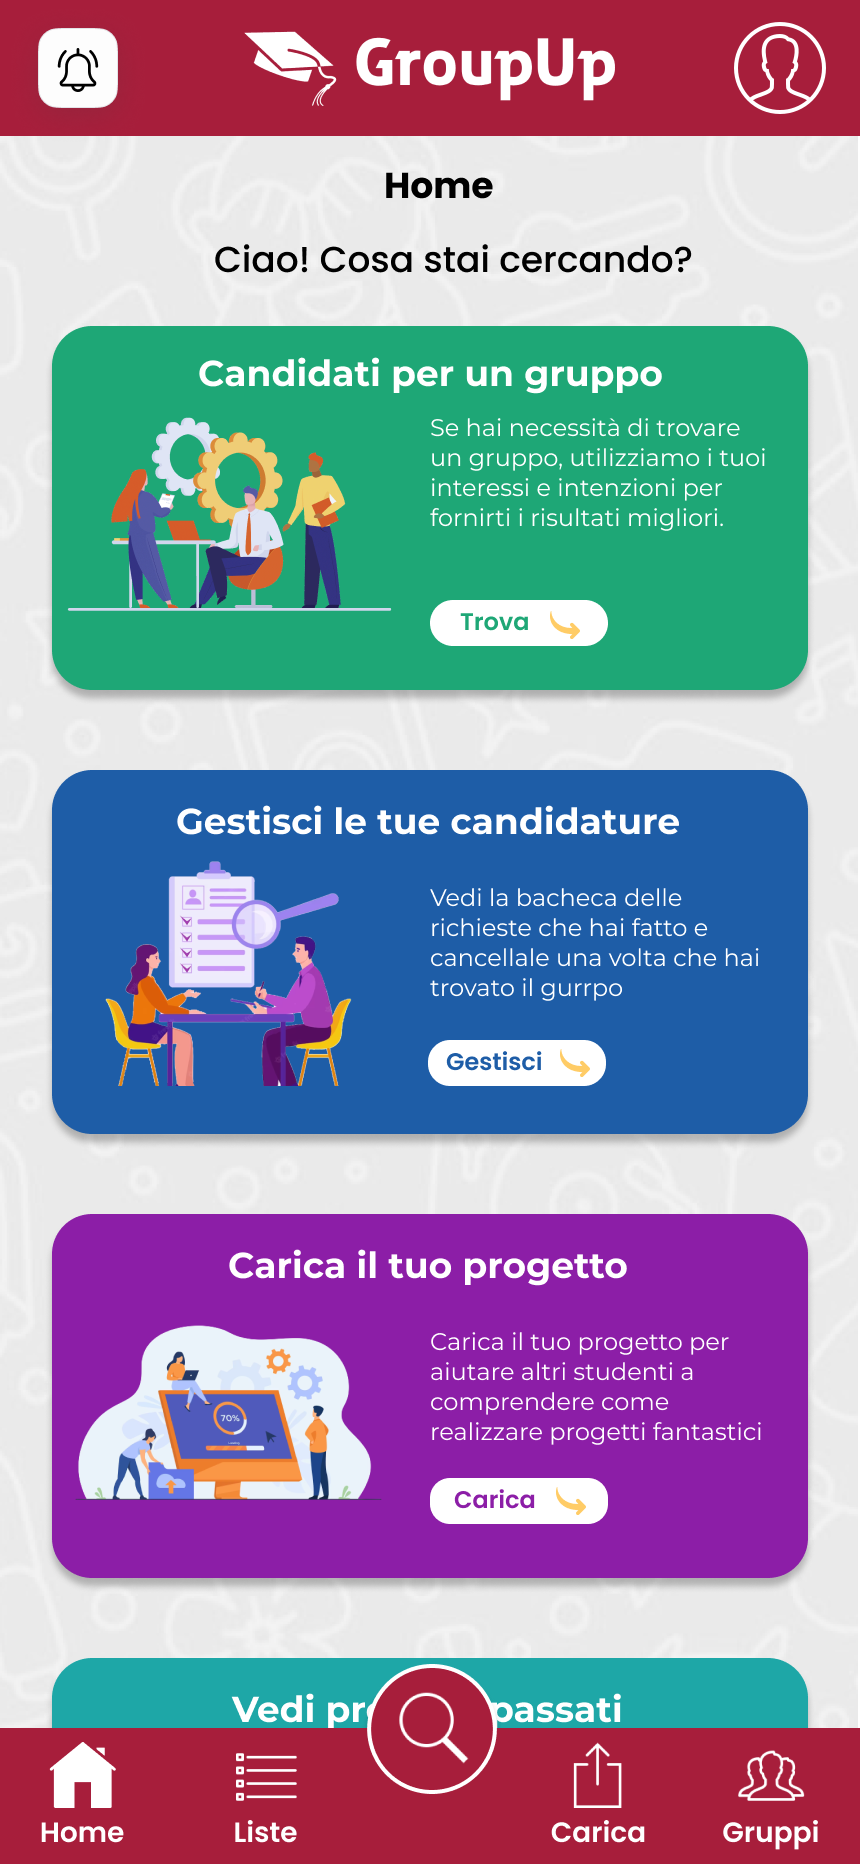 GroupUp
Home
Ciao! Cosa stai cercando?
Candidati per un gruppo
Se hai necessità di trovare
un gruppo, utilizziamo i tuoi
interessi e intenzioni per
fornirti i risultati migliori.
Trova
Gestisci le tue candidature
Vedi la bacheca delle
richieste che hai fatto e
cancellale una volta che hai
trovato il gurrpo
Gestisci
Carica il tuo progetto
70%
Carica il tuo progetto per
aiutare altri studenti a
comprendere come
realizzare progetti fantastici
Carica
Vedi passati
Home
Liste
Carica
Gruppi